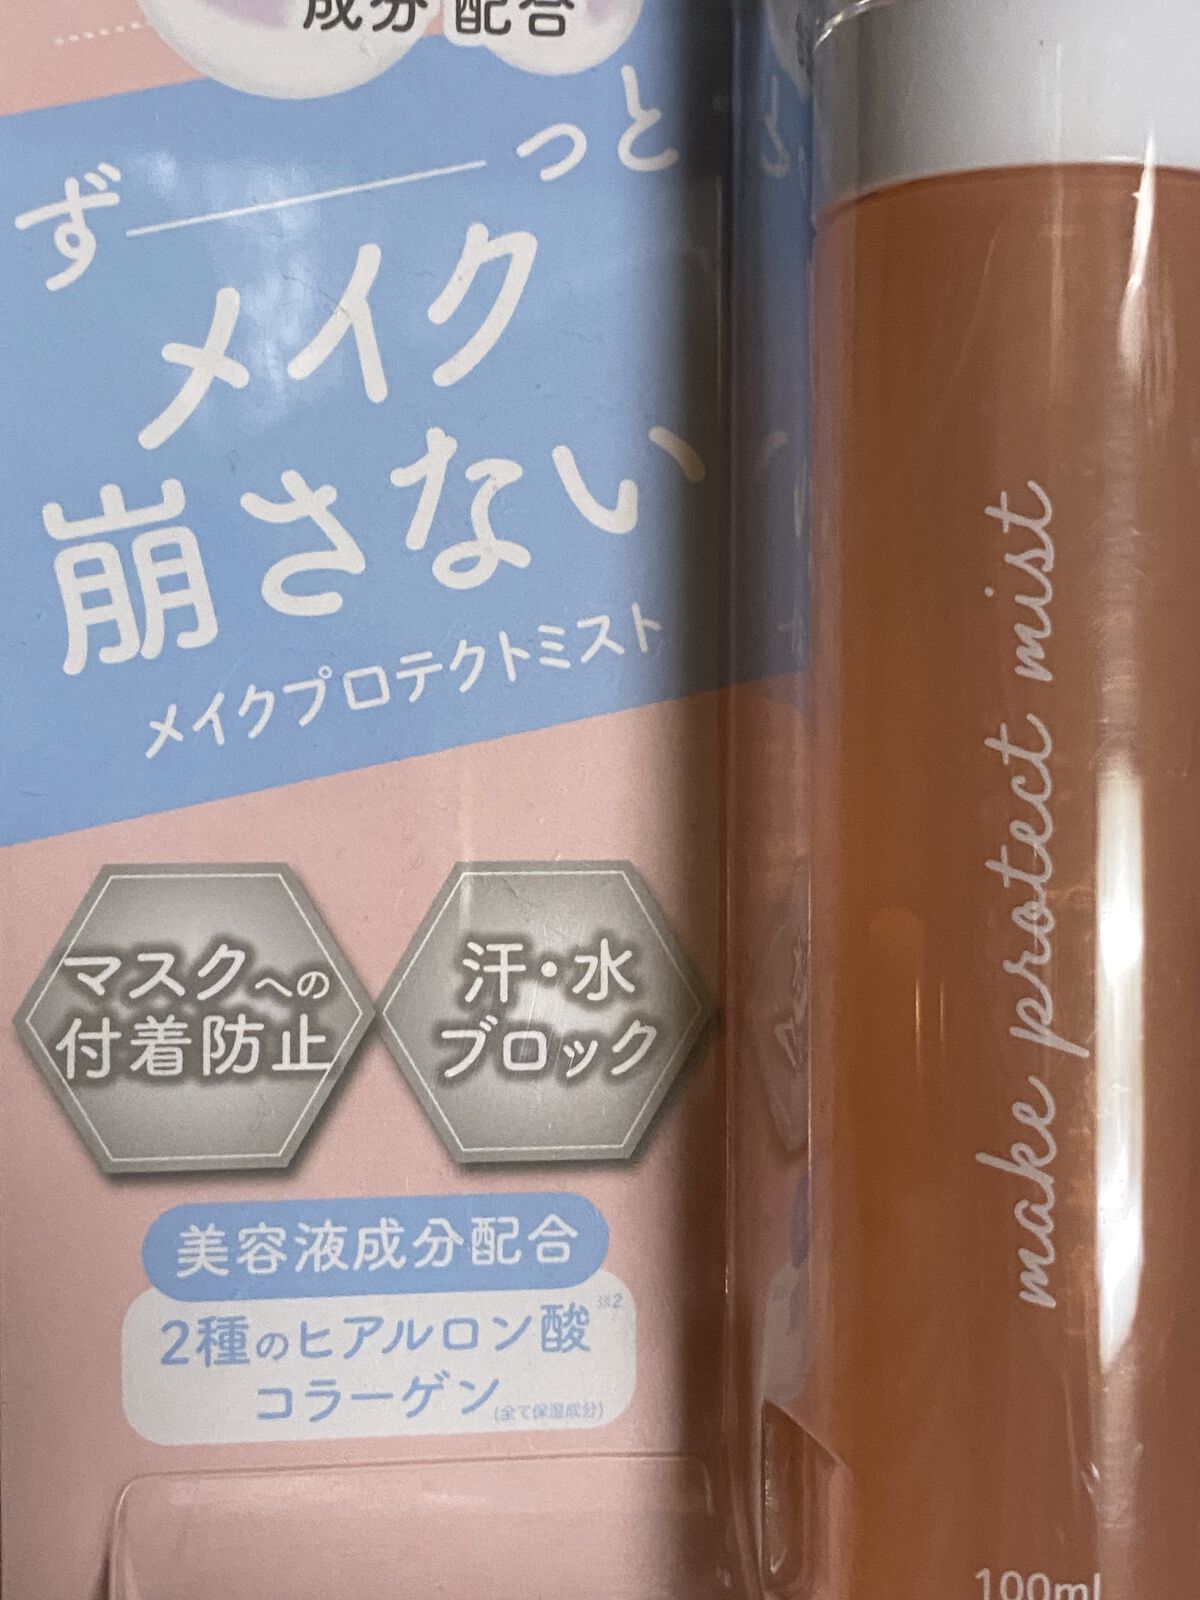 成分 配合
ず───っと
メイク
崩さない
メイクプロテクトミスト
マスクへの
付着防止
汗・水
ブロック
美容液成分配合
2種のヒアルロン酸※2
コラーゲン(全て保湿成分)
make protect mist
100ml